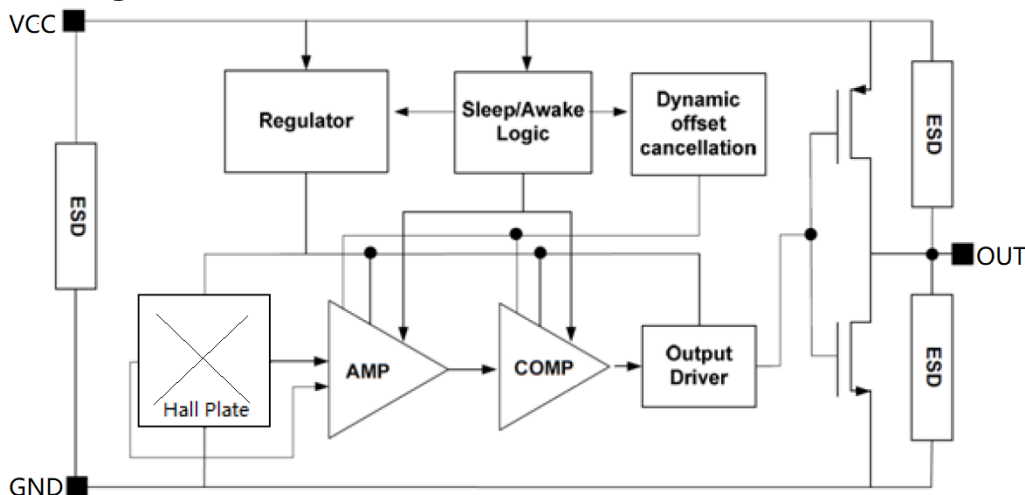 VCC
Regulator
Sleep/Awake
Logic
Dynamic
offset
cancellation
ESD
ESD
OUT
Hall Plate
AMP
COMP
Output
Driver
ESD
GND